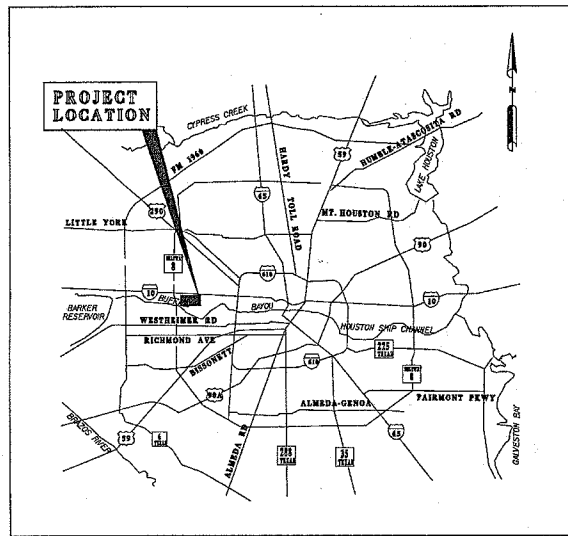 PROJECT
LOCATION
CYPRESS CREEK
HUMBLE-ATASCOSITA RD
59
FM 1960
HARDY
TOLL ROAD
LAKE HOUSTON
N
290
45
MT. HOUSTON RD
LITTLE YORK
90
BELTWAY
8
610
10
BUFF
BAYOU
10
BARKER
RESERVOIR
WESTHEIMER RD
HOUSTON SHIP CHANNEL
RICHMOND AVE
225
TEXAS
BISSONETT
610
BELTWAY
8
90A
ALMEDA-GENOA
FAIRMONT PKWY
BRAZOS RIVER
59
6
TEXAS
ALMEDA RD
288
TEXAS
35
TEXAS
45
GALVESTON BAY